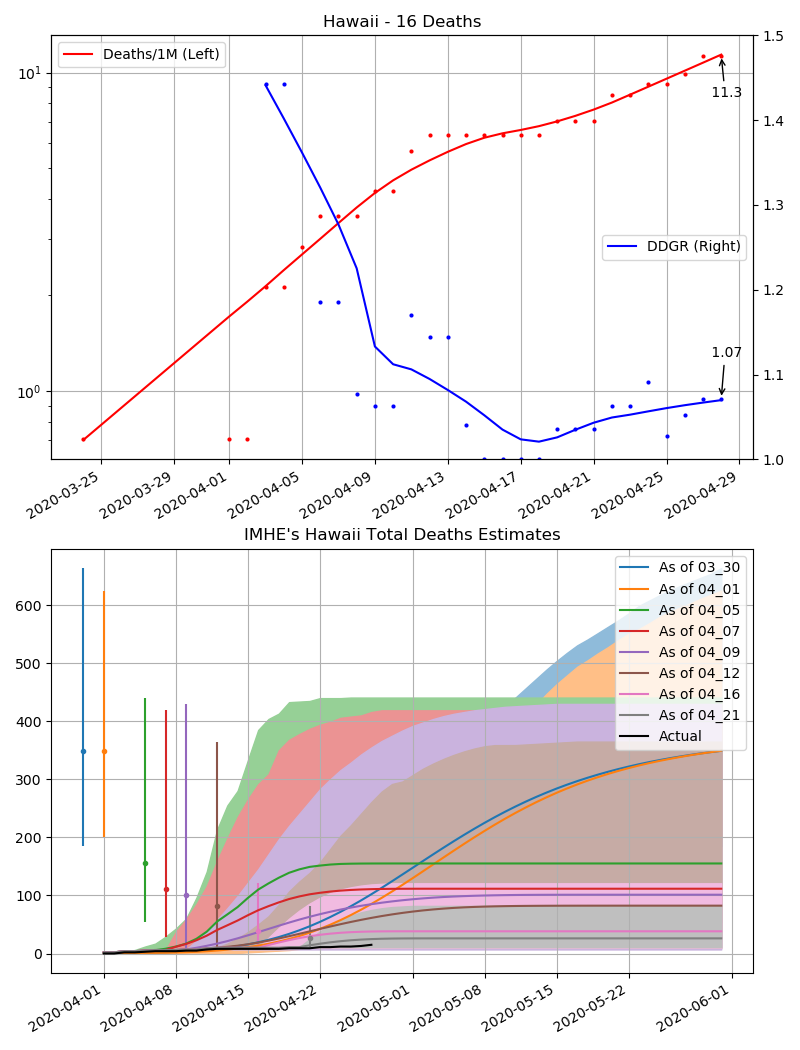 Hawaii - 16 Deaths
Deaths/1M (Left)
DDGR (Right)
11.3
1.07
10¹
10⁰
1.5
1.4
1.3
1.2
1.1
1.0
2020-03-25
2020-03-29
2020-04-01
2020-04-05
2020-04-09
2020-04-13
2020-04-17
2020-04-21
2020-04-25
2020-04-29
IMHE's Hawaii Total Deaths Estimates
600
500
400
300
200
100
0
As of 03_30
As of 04_01
As of 04_05
As of 04_07
As of 04_09
As of 04_12
As of 04_16
As of 04_21
Actual
2020-04-01
2020-04-08
2020-04-15
2020-04-22
2020-05-01
2020-05-08
2020-05-15
2020-05-22
2020-06-01